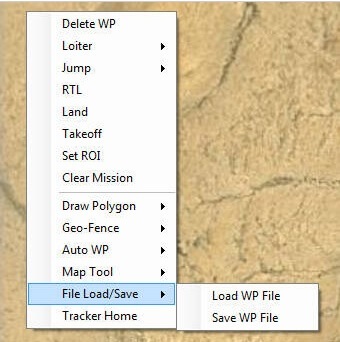 Delete WP
Loiter
Jump
RTL
Land
Takeoff
Set ROI
Clear Mission
Draw Polygon
Geo-Fence
Auto WP
Map Tool
File Load/Save
Tracker Home
Load WP File
Save WP File